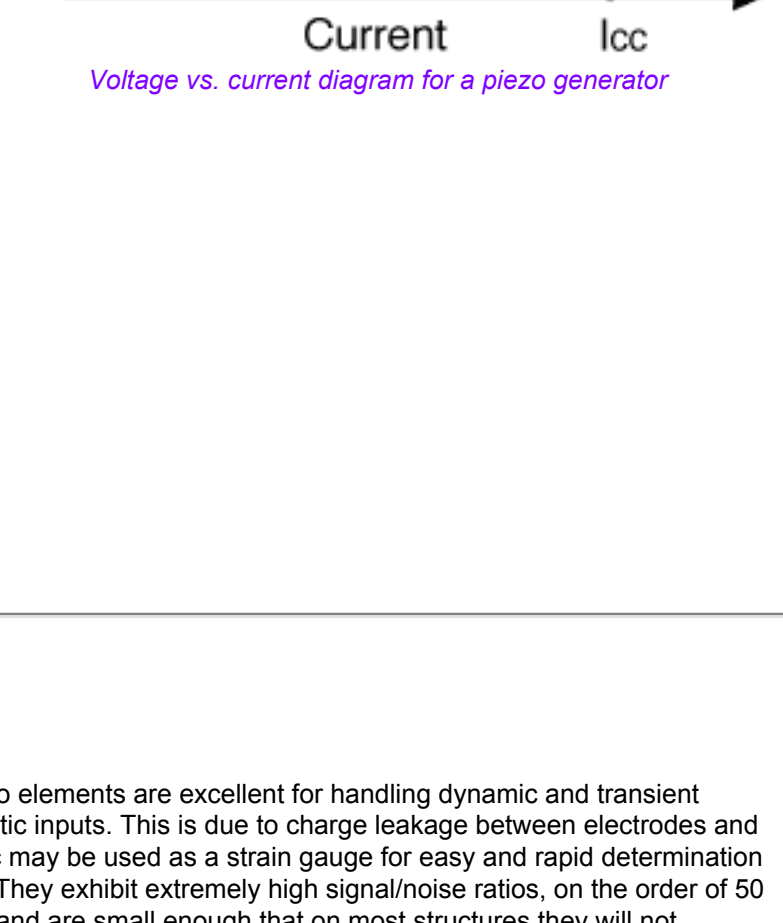 Current Icc
Voltage vs. current diagram for a piezo generator
o elements are excellent for handling dynamic and transient
tic inputs. This is due to charge leakage between electrodes and
may be used as a strain gauge for easy and rapid determination
They exhibit extremely high signal/noise ratios, on the order of 50
and are small enough that on most structures they will not